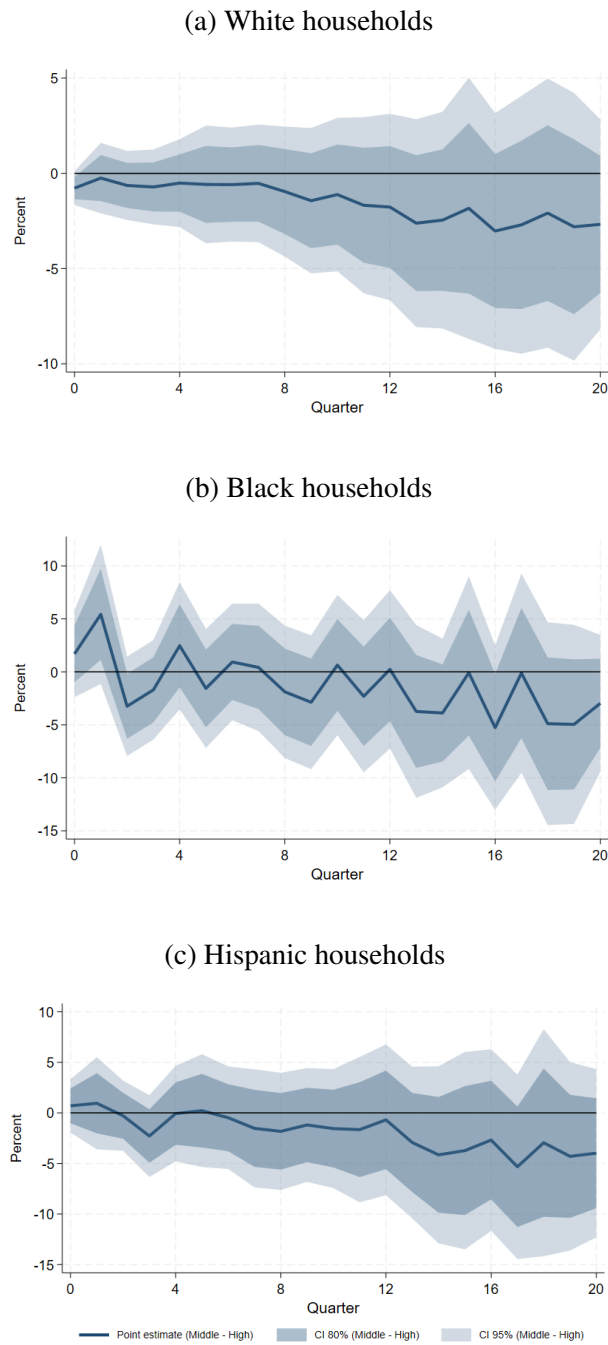 (a) White households
5
0
-5
-10
Percent
0 4 8 12 16 20
Quarter
(b) Black households
10
5
0
-5
-10
-15
Percent
0 4 8 12 16 20
Quarter
(c) Hispanic households
10
5
0
-5
-10
-15
Percent
0 4 8 12 16 20
Quarter
Point estimate (Middle - High) CI 80% (Middle - High) CI 95% (Middle - High)